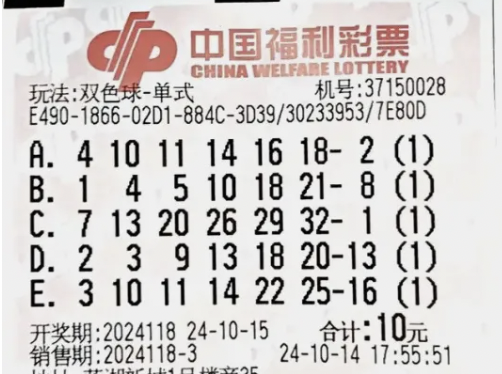 中国福利彩票
CHINA WELFARE LOTTERY
玩法:双色球-单式 机号:37150028
E490-1866-02D1-884C-3D39/30233953/7E80D
A. 4 10 11 14 16 18- 2 (1)
B. 1 4 5 10 18 21- 8 (1)
C. 7 13 20 26 29 32- 1 (1)
D. 2 3 9 13 18 20-13 (1)
E. 3 10 11 14 22 25-16 (1)
开奖期:2024118 24-10-15 合计:10元
销售期:2024118-3 24-10-14 17:55:51